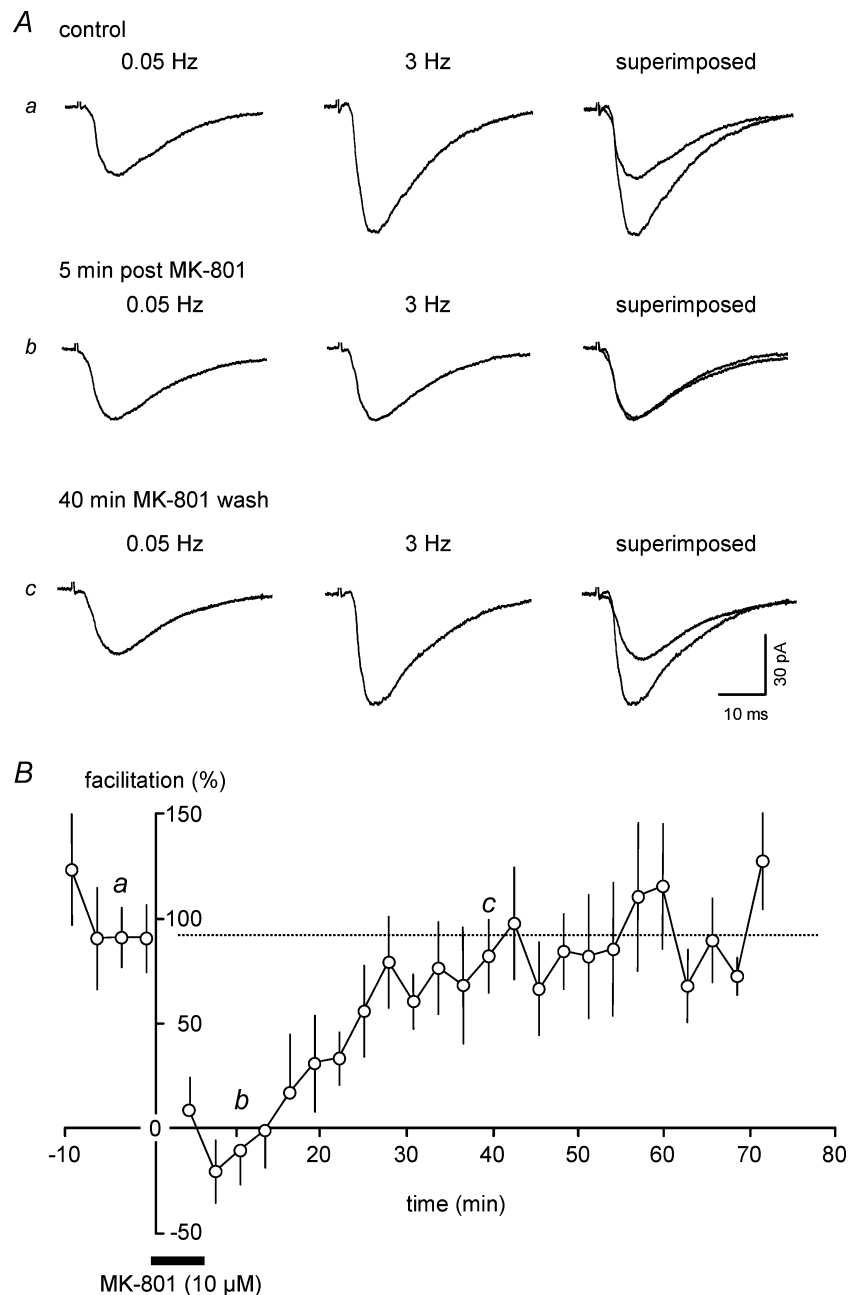 A
control
0.05 Hz 3 Hz superimposed
a
5 min post MK-801
0.05 Hz 3 Hz superimposed
b
40 min MK-801 wash
0.05 Hz 3 Hz superimposed
c
30 pA
10 ms
B
facilitation (%)
150
a
c
100
50
b
0
-10 20 30 40 50 60 70 80
time (min)
-50
MK-801 (10 µM)